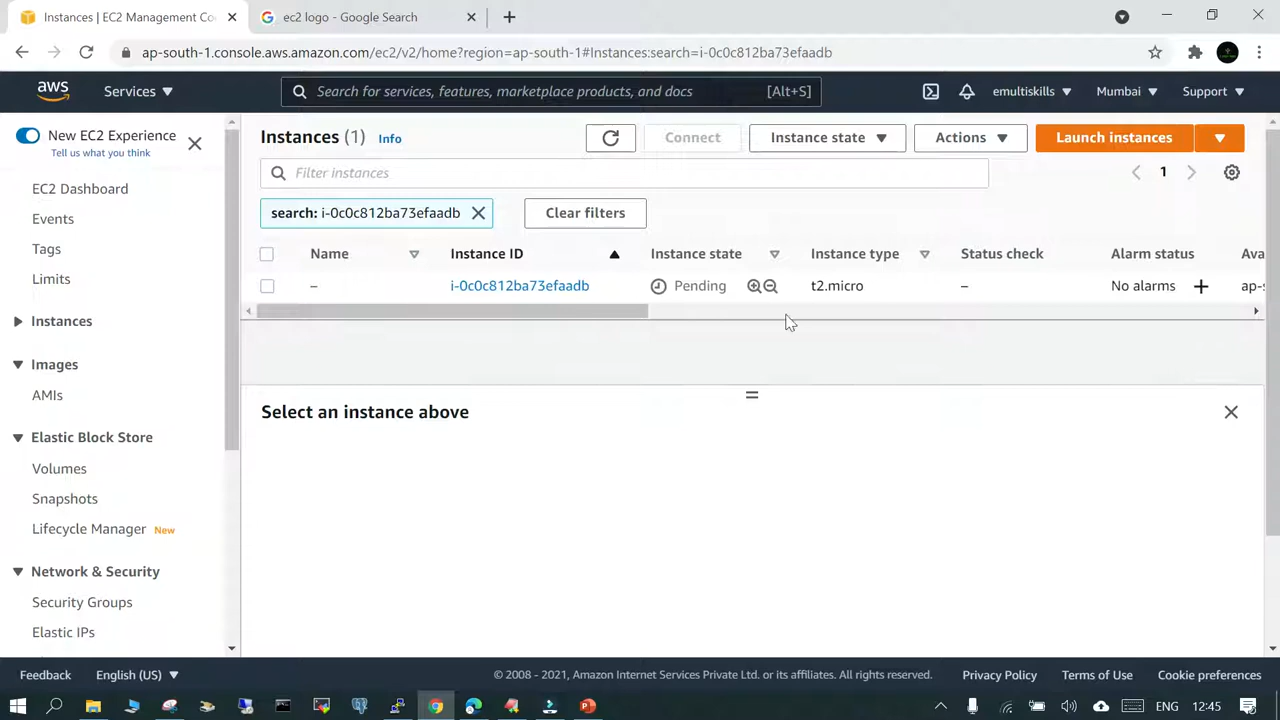 Instances | EC2 Management Co
ec2 logo - Google Search
ap-south-1.console.aws.amazon.com/ec2/v2/home?region=ap-south-1#Instances:search=i-0c0c812ba73efaadb
aws
Services
Search for services, features, marketplace products, and docs
[Alt+S]
emultiskills
Mumbai
Support
New EC2 Experience
Tell us what you think
EC2 Dashboard
Events
Tags
Limits
Instances
Images
AMIs
Elastic Block Store
Volumes
Snapshots
Lifecycle Manager New
Network & Security
Security Groups
Elastic IPs
Instances (1) Info
Connect
Instance state
Actions
Launch instances
Filter instances
1
search: i-0c0c812ba73efaadb
Clear filters
Name Instance ID Instance state Instance type Status check Alarm status Ava
– i-0c0c812ba73efaadb Pending t2.micro – No alarms + ap-s
Select an instance above
Feedback
English (US)
© 2008 - 2021, Amazon Internet Services Private Ltd. or its affiliates. All rights reserved.
Privacy Policy
Terms of Use
Cookie preferences
ENG 12:45